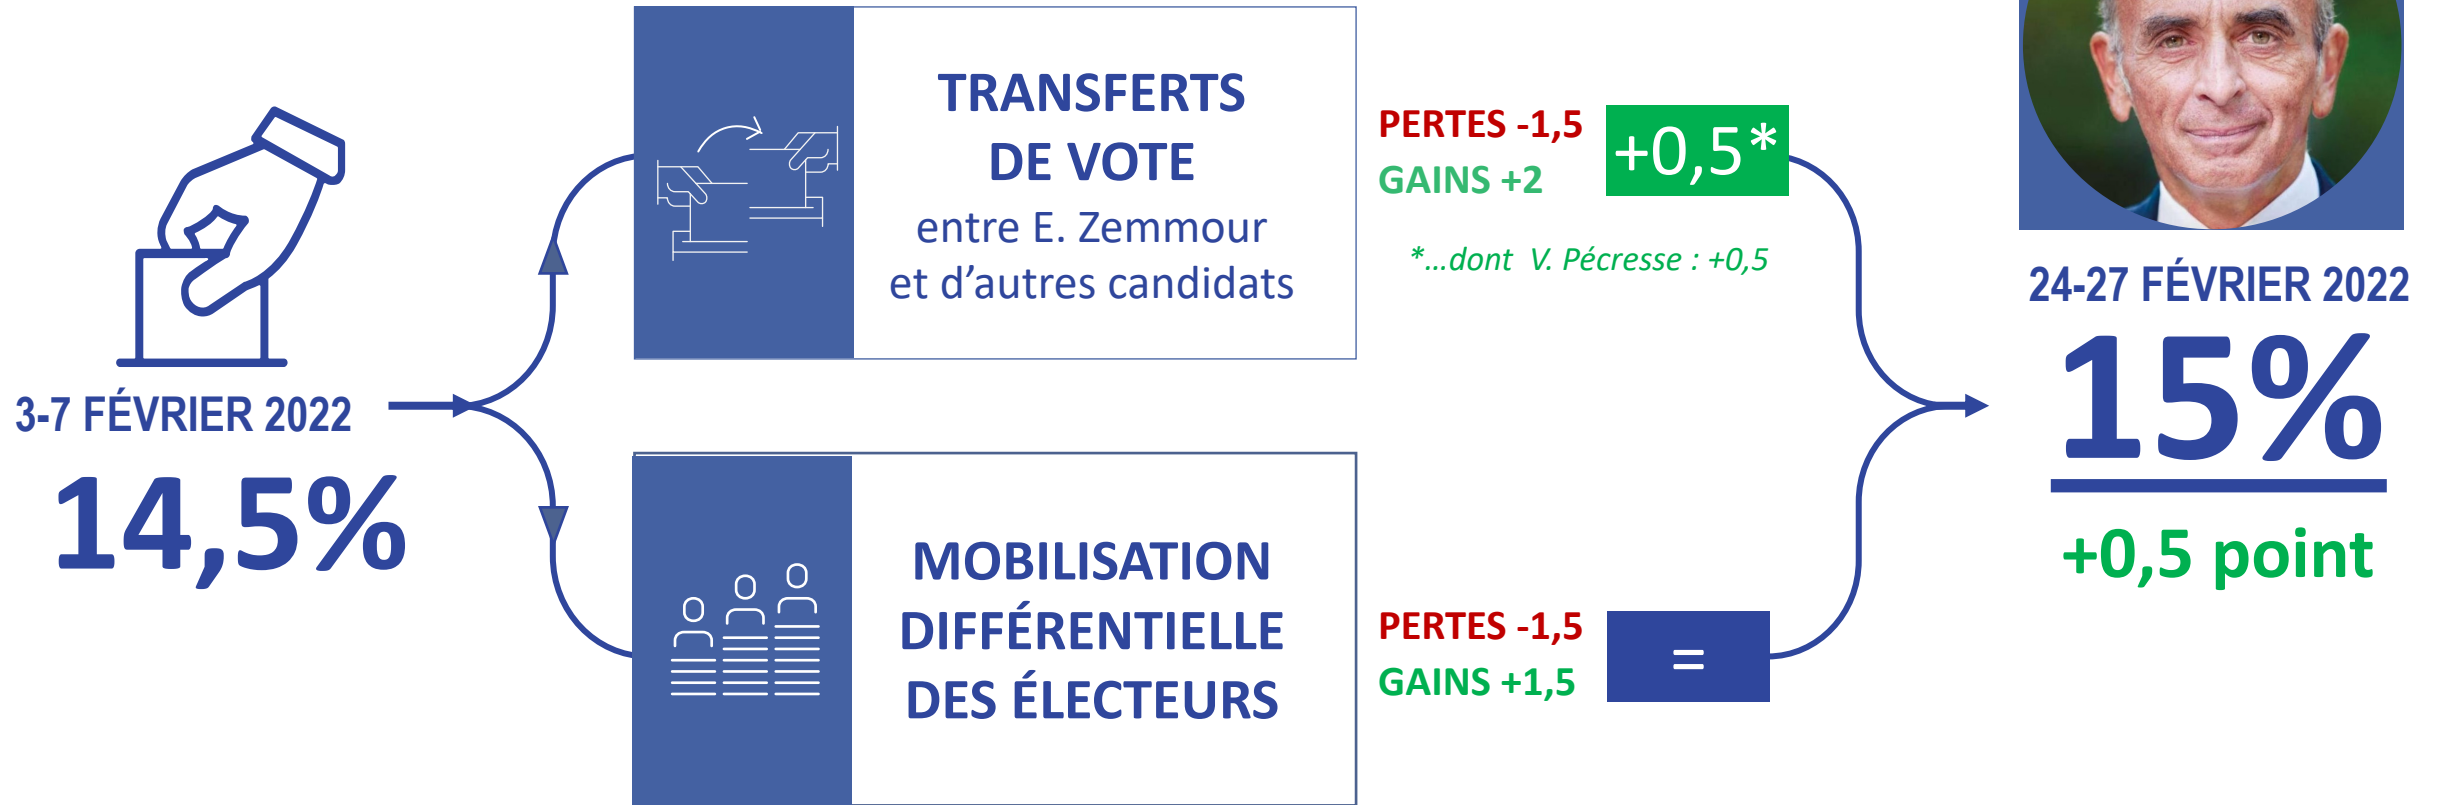 3-7 FÉVRIER 2022
14,5%
TRANSFERTS
DE VOTE
entre E. Zemmour
et d’autres candidats
PERTES -1,5
GAINS +2
+0,5*
*...dont V. Pécresse : +0,5
MOBILISATION
DIFFÉRENTIELLE
DES ÉLECTEURS
PERTES -1,5
GAINS +1,5
=
24-27 FÉVRIER 2022
15%
+0,5 point